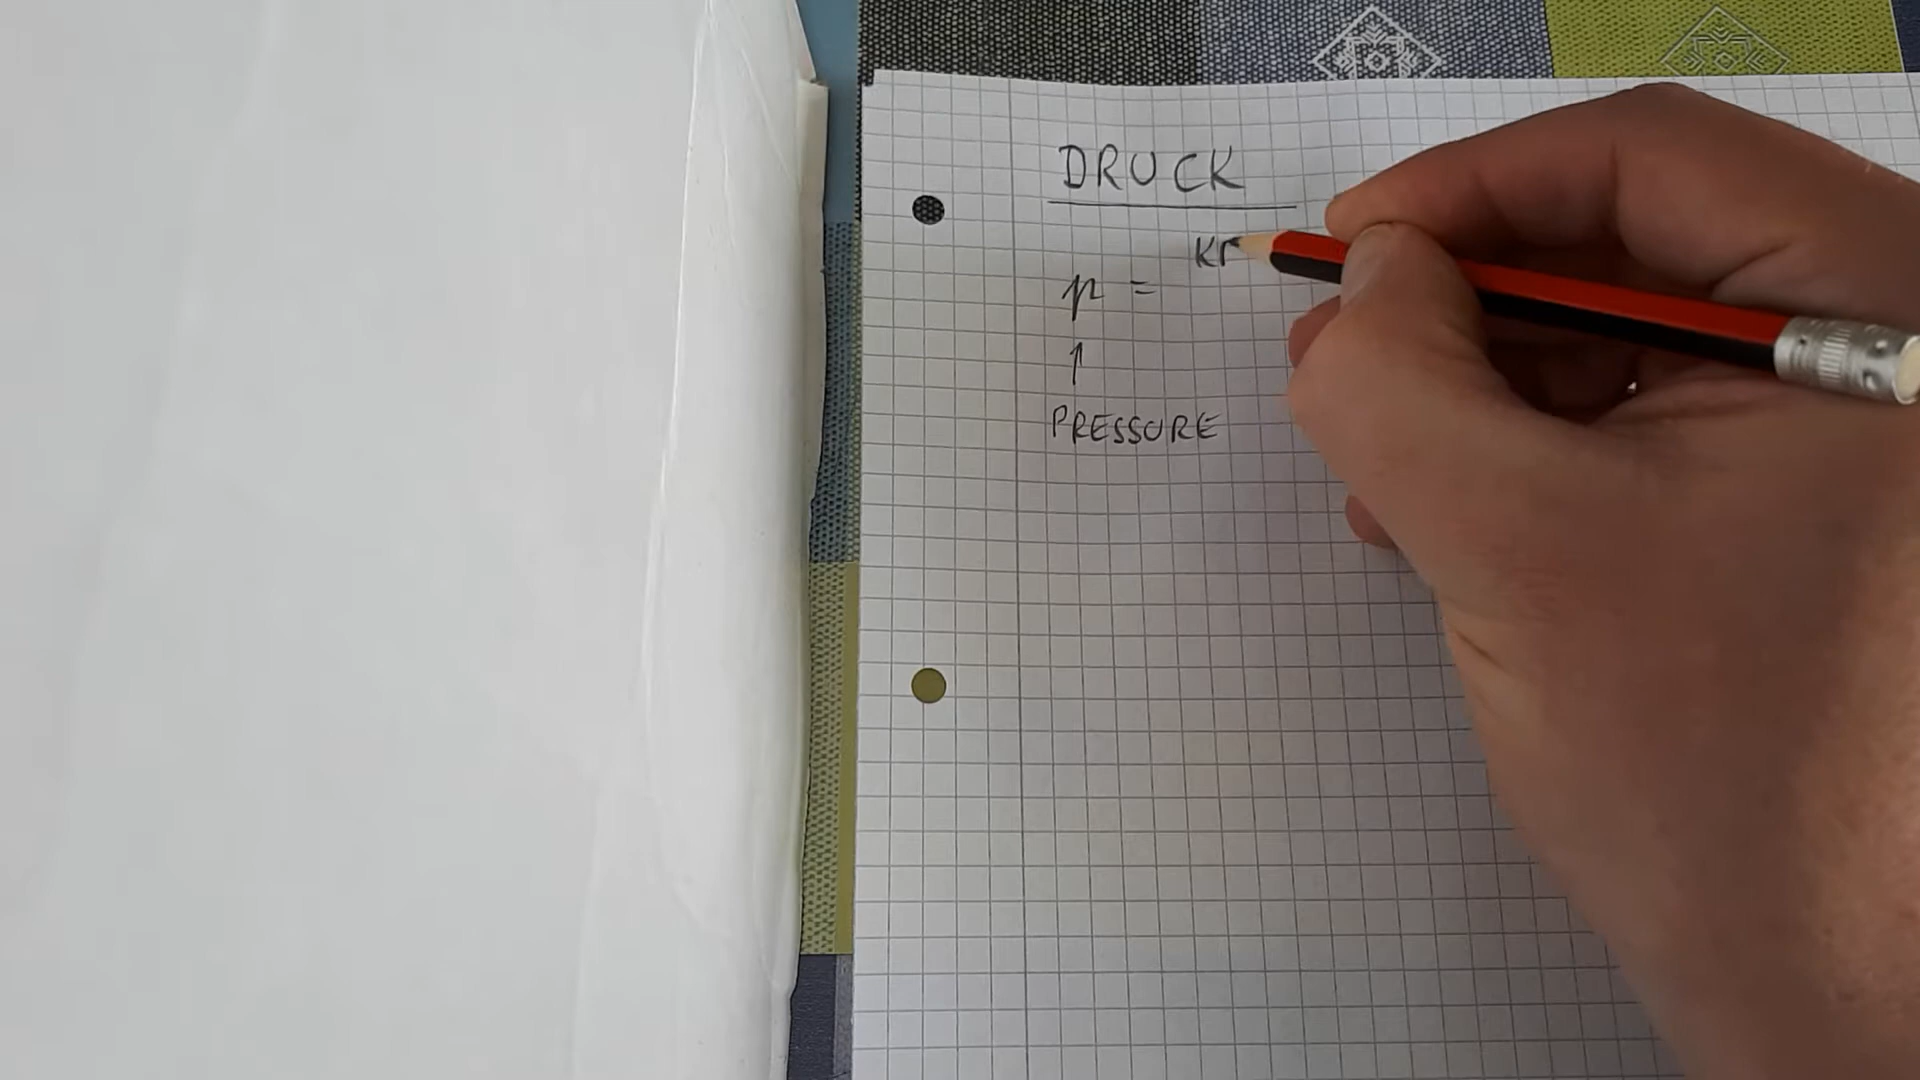 DRUCK
Kr
p =
↑
PRESSURE